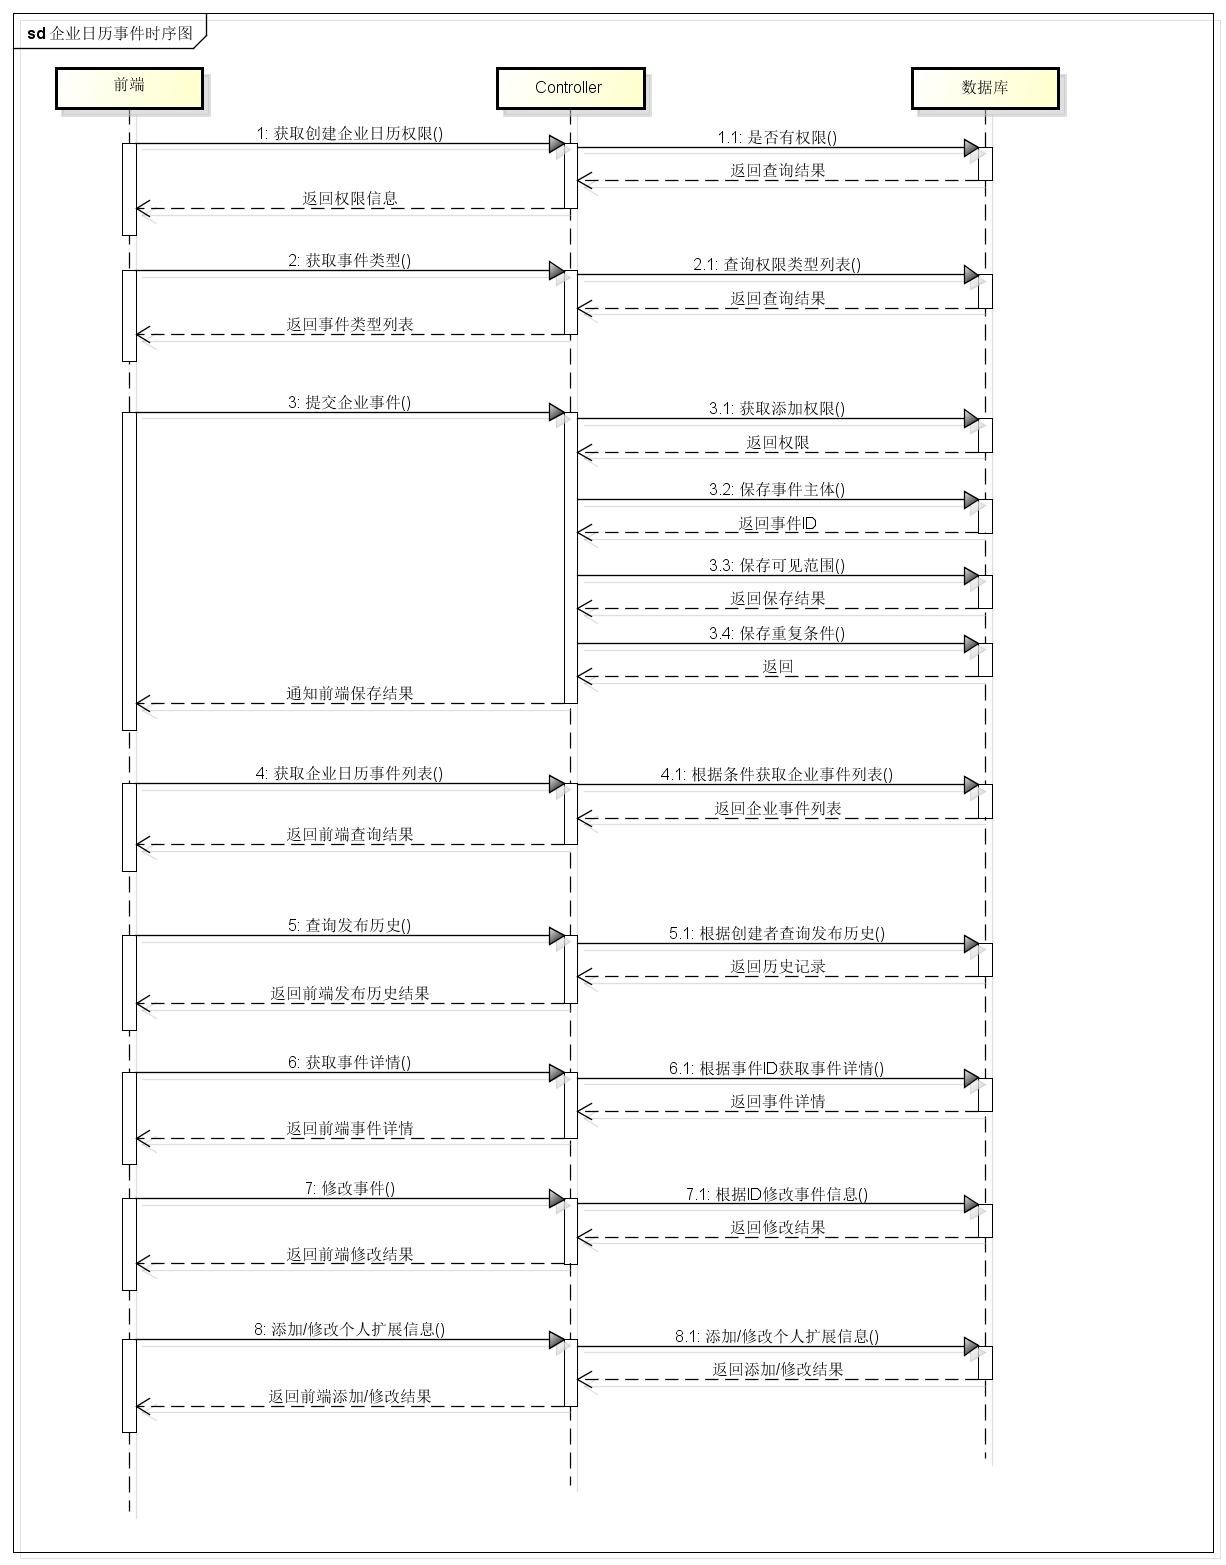 sd 企业日历事件时序图
前端
Controller
数据库
1: 获取创建企业日历权限()
1.1: 是否有权限()
返回查询结果
返回权限信息
2: 获取事件类型()
2.1: 查询权限类型列表()
返回查询结果
返回事件类型列表
3: 提交企业事件()
3.1: 获取添加权限()
返回权限
3.2: 保存事件主体()
返回事件ID
3.3: 保存可见范围()
返回保存结果
3.4: 保存重复条件()
返回
通知前端保存结果
4: 获取企业日历事件列表()
4.1: 根据条件获取企业事件列表()
返回企业事件列表
返回前端查询结果
5: 查询发布历史()
5.1: 根据创建者查询发布历史()
返回历史记录
返回前端发布历史结果
6: 获取事件详情()
6.1: 根据事件ID获取事件详情()
返回事件详情
返回前端事件详情
7: 修改事件()
7.1: 根据ID修改事件信息()
返回修改结果
返回前端修改结果
8: 添加/修改个人扩展信息()
8.1: 添加/修改个人扩展信息()
返回添加/修改结果
返回前端添加/修改结果